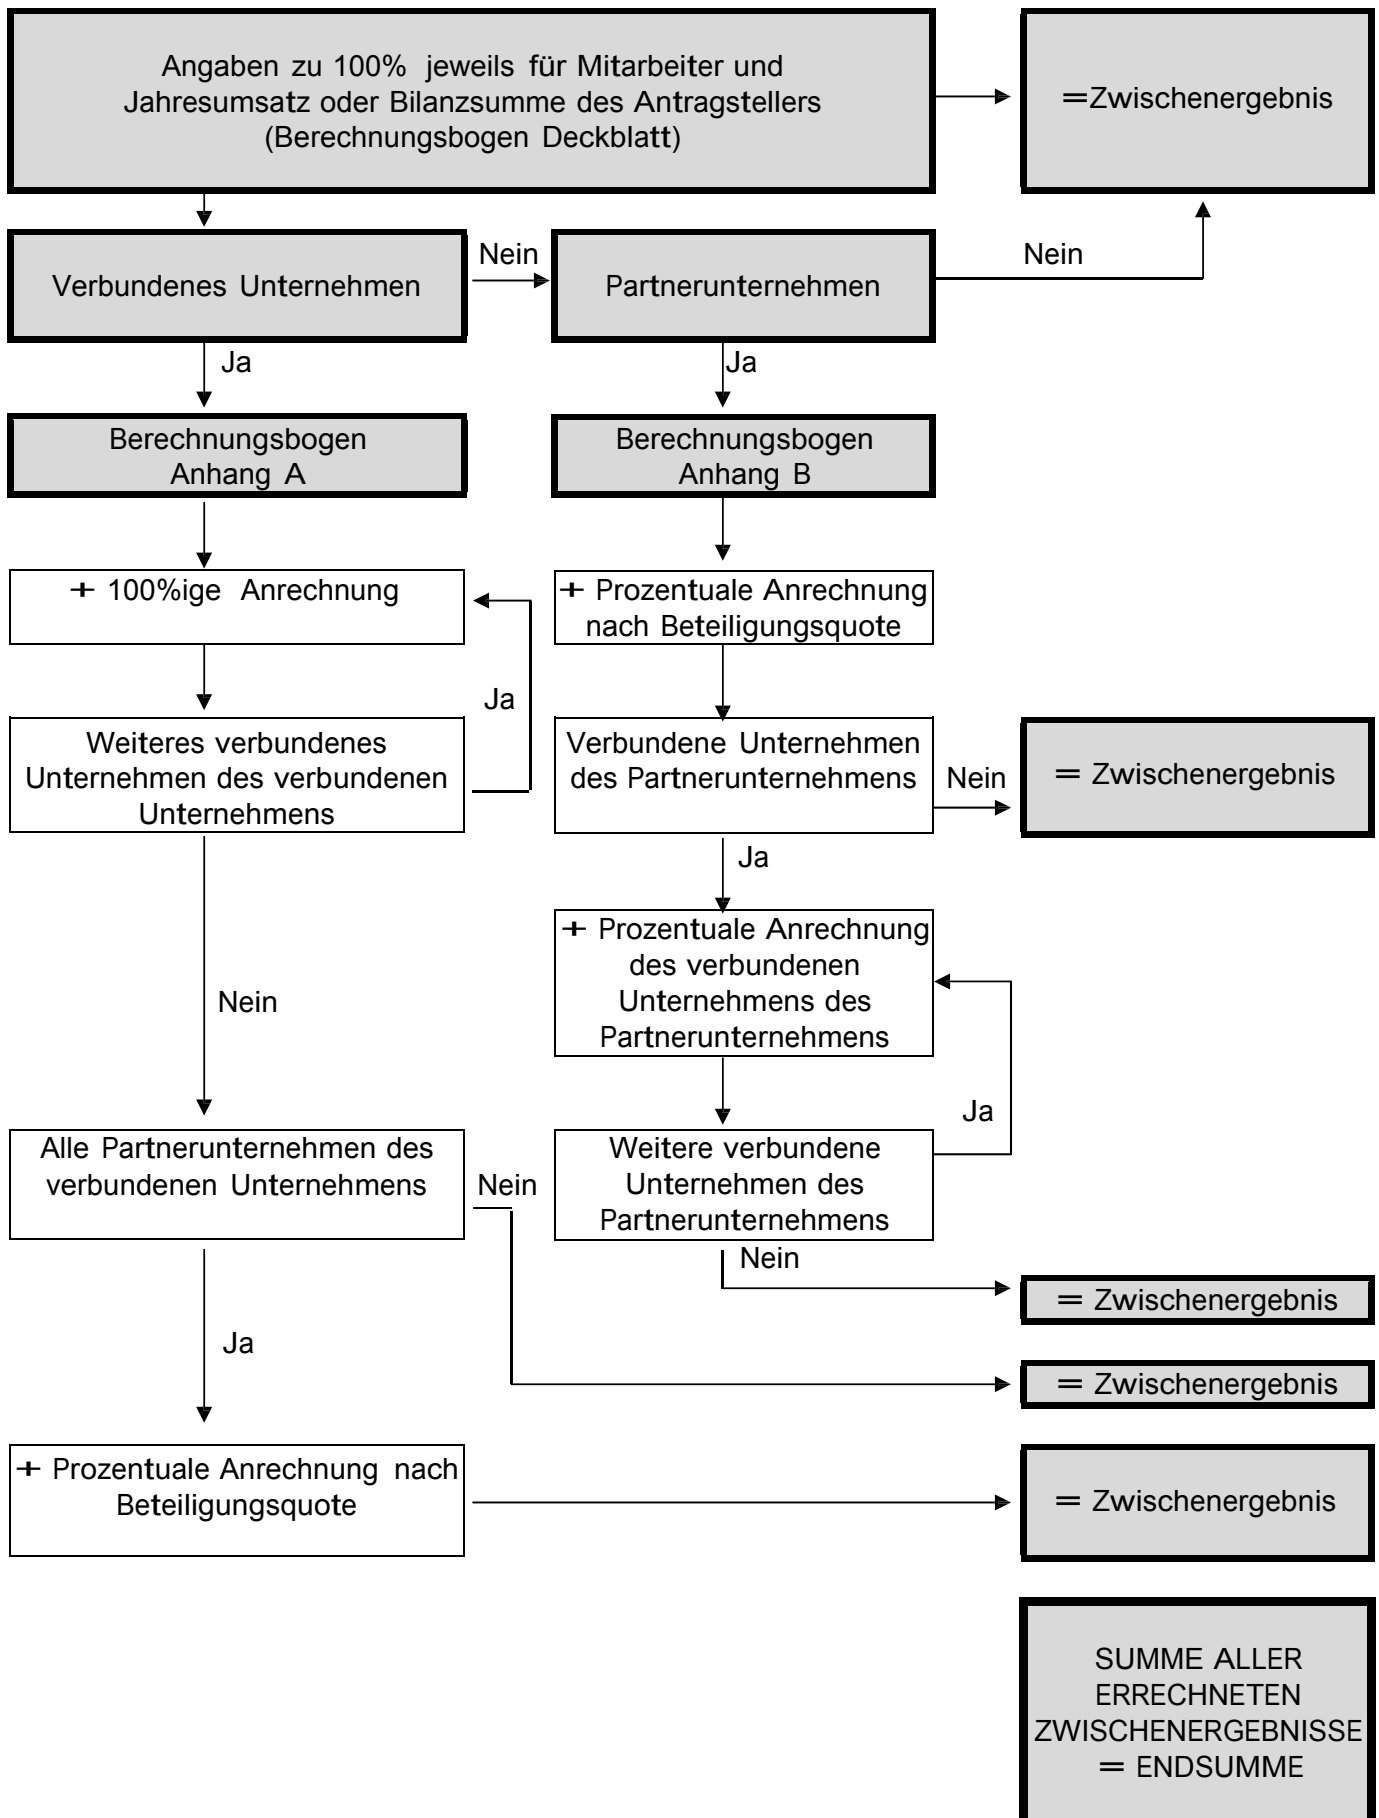 Angaben zu 100% jeweils für Mitarbeiter und
Jahresumsatz oder Bilanzsumme des Antragstellers
(Berechnungsbogen Deckblatt)
=Zwischenergebnis
Verbundenes Unternehmen
Nein
Partnerunternehmen
Nein
Ja
Ja
Berechnungsbogen
Anhang A
Berechnungsbogen
Anhang B
+ 100%ige Anrechnung
+ Prozentuale Anrechnung
nach Beteiligungsquote
Ja
Weiteres verbundenes
Unternehmen des verbundenen
Unternehmens
Verbundene Unternehmen
des Partnerunternehmens
Nein
= Zwischenergebnis
Ja
+ Prozentuale Anrechnung
des verbundenen
Unternehmens des
Partnerunternehmens
Nein
Ja
Alle Partnerunternehmen des
verbundenen Unternehmens
Nein
Weitere verbundene
Unternehmen des
Partnerunternehmens
Nein
= Zwischenergebnis
Ja
= Zwischenergebnis
+ Prozentuale Anrechnung nach
Beteiligungsquote
= Zwischenergebnis
SUMME ALLER
ERRECHNETEN
ZWISCHENERGEBNISSE
= ENDSUMME